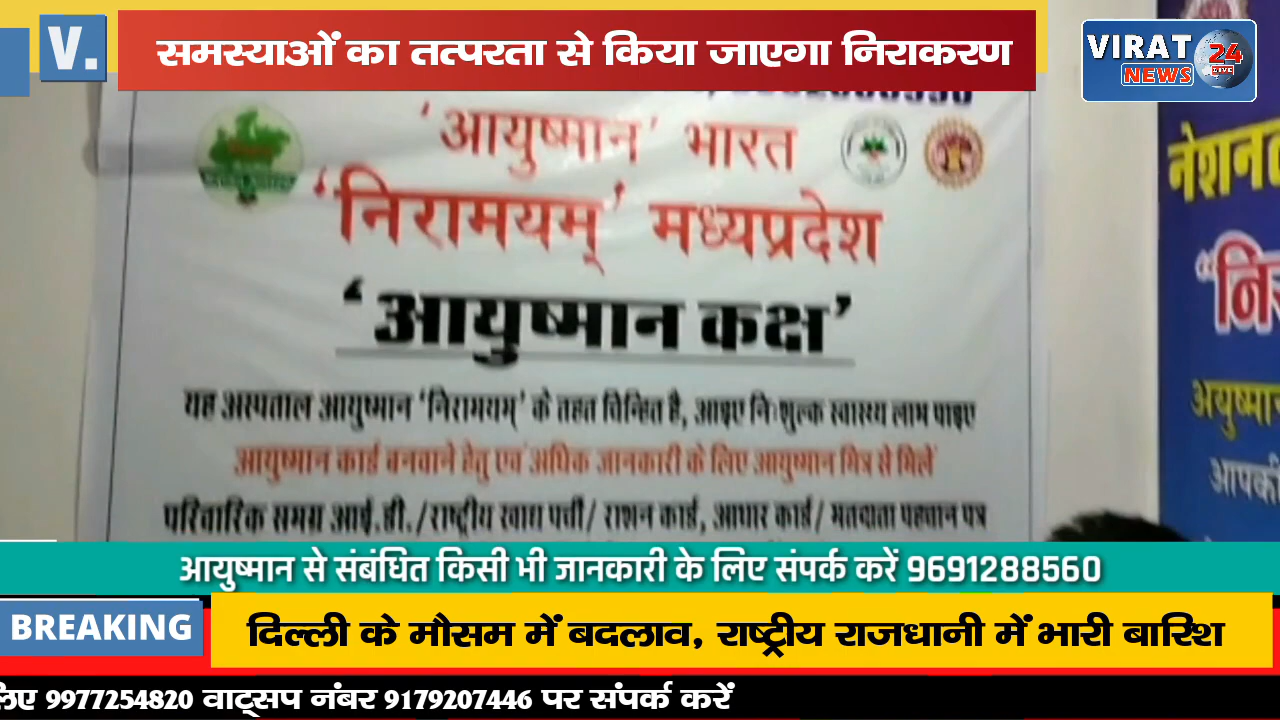 V.
समस्याओं का तत्परता से किया जाएगा निराकरण
VIRAT
NEWS
24
LIVE
'आयुष्मान' भारत
'निरामयम्' मध्यप्रदेश
'आयुष्मान कक्ष'
यह अस्पताल आयुष्मान 'निरामयम्' के तहत चिन्हित है, आइए निःशुल्क स्वास्थ्य लाभ पाइए
आयुष्मान कार्ड बनवाने हेतु एवं अधिक जानकारी के लिए आयुष्मान मित्र से मिलें
परिवारिक समग्र आई.डी./राष्ट्रीय खाद्य पर्ची/ राशन कार्ड, आधार कार्ड/ मतदाता पहचान पत्र
अयुष्मा
आपकी
आयुष्मान से संबंधित किसी भी जानकारी के लिए संपर्क करें 9691288560
BREAKING
दिल्ली के मौसम में बदलाव, राष्ट्रीय राजधानी में भारी बारिश
लिए 9977254820 वाट्सप नंबर 9179207446 पर संपर्क करें